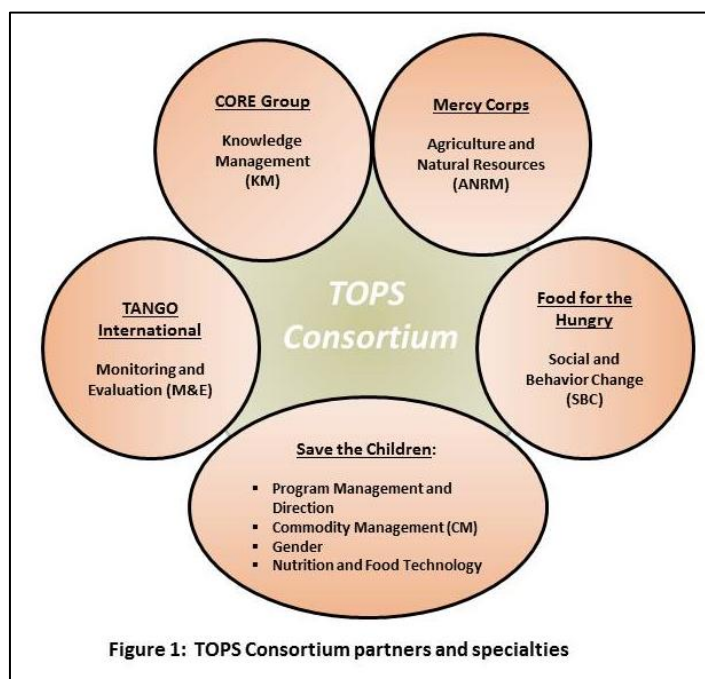 CORE Group
Knowledge
Management
(KM)
Mercy Corps
Agriculture and
Natural Resources
(ANRM)
TOPS
Consortium
TANGO
International
Monitoring and
Evaluation (M&E)
Food for the
Hungry
Social and
Behavior Change
(SBC)
Save the Children:
▪ Program Management and
Direction
▪ Commodity Management (CM)
▪ Gender
▪ Nutrition and Food Technology
Figure 1: TOPS Consortium partners and specialties